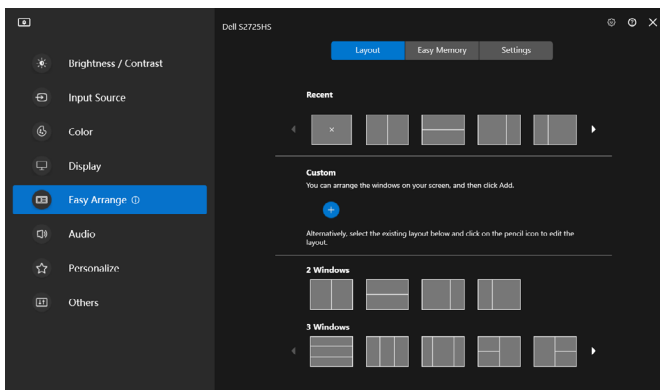 Dell S2725HS
Brightness / Contrast
Input Source
Color
Display
Easy Arrange
Audio
Personalize
Others
Layout
Easy Memory
Settings
Recent
Custom
You can arrange the windows on your screen, and then click Add.
Alternatively, select the existing layout below and click on the pencil icon to edit the
layout.
2 Windows
3 Windows